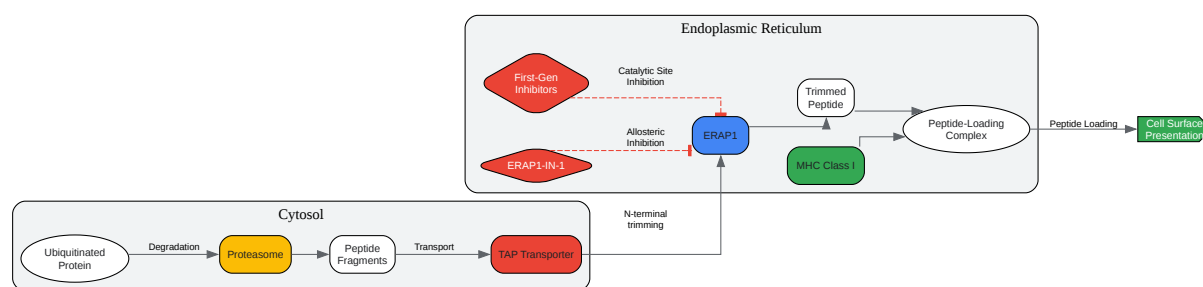 Endoplasmic Reticulum
First-Gen
Inhibitors
Catalytic Site
Inhibition
Trimmed
Peptide
ERAP1
Peptide-Loading
Complex
Peptide Loading
Cell Surface
Presentation
Allosteric
Inhibition
ERAP1-IN-1
MHC Class I
Cytosol
N-terminal
trimming
Ubiquitinated
Protein
Degradation
Proteasome
Peptide
Fragments
Transport
TAP Transporter